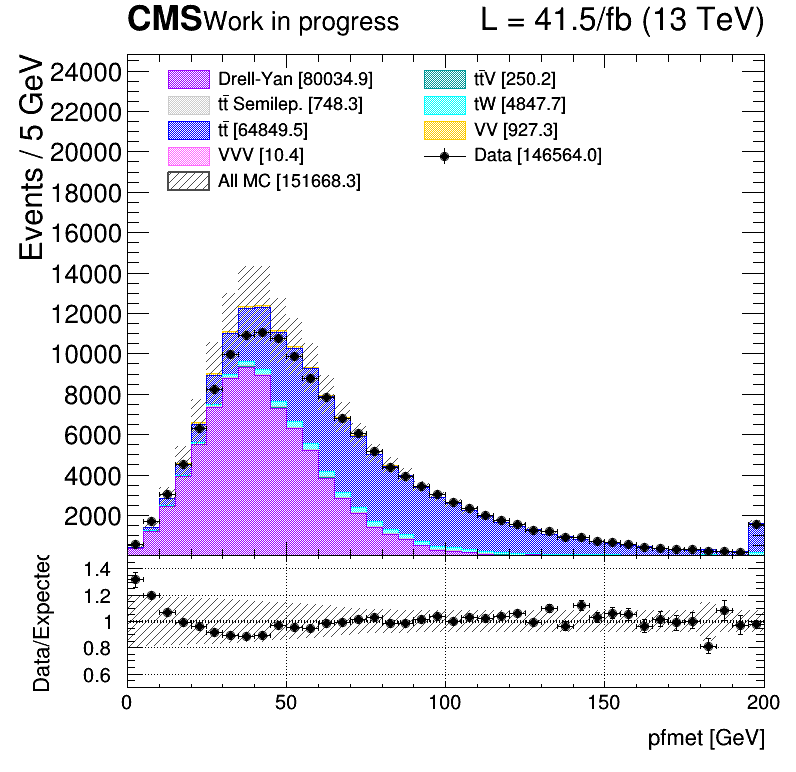 CMS Work in progress L = 41.5/fb (13 TeV)
Events / 5 GeV
24000
22000
20000
18000
16000
14000
12000
10000
8000
6000
4000
2000
Drell-Yan [80034.9]
tt̄ Semilep. [748.3]
tt̄ [64849.5]
VVV [10.4]
All MC [151668.3]
tt̄V [250.2]
tW [4847.7]
VV [927.3]
Data [146564.0]
Data/Expected
1.4
1.2
1
0.8
0.6
0 50 100 150 200
pfmet [GeV]